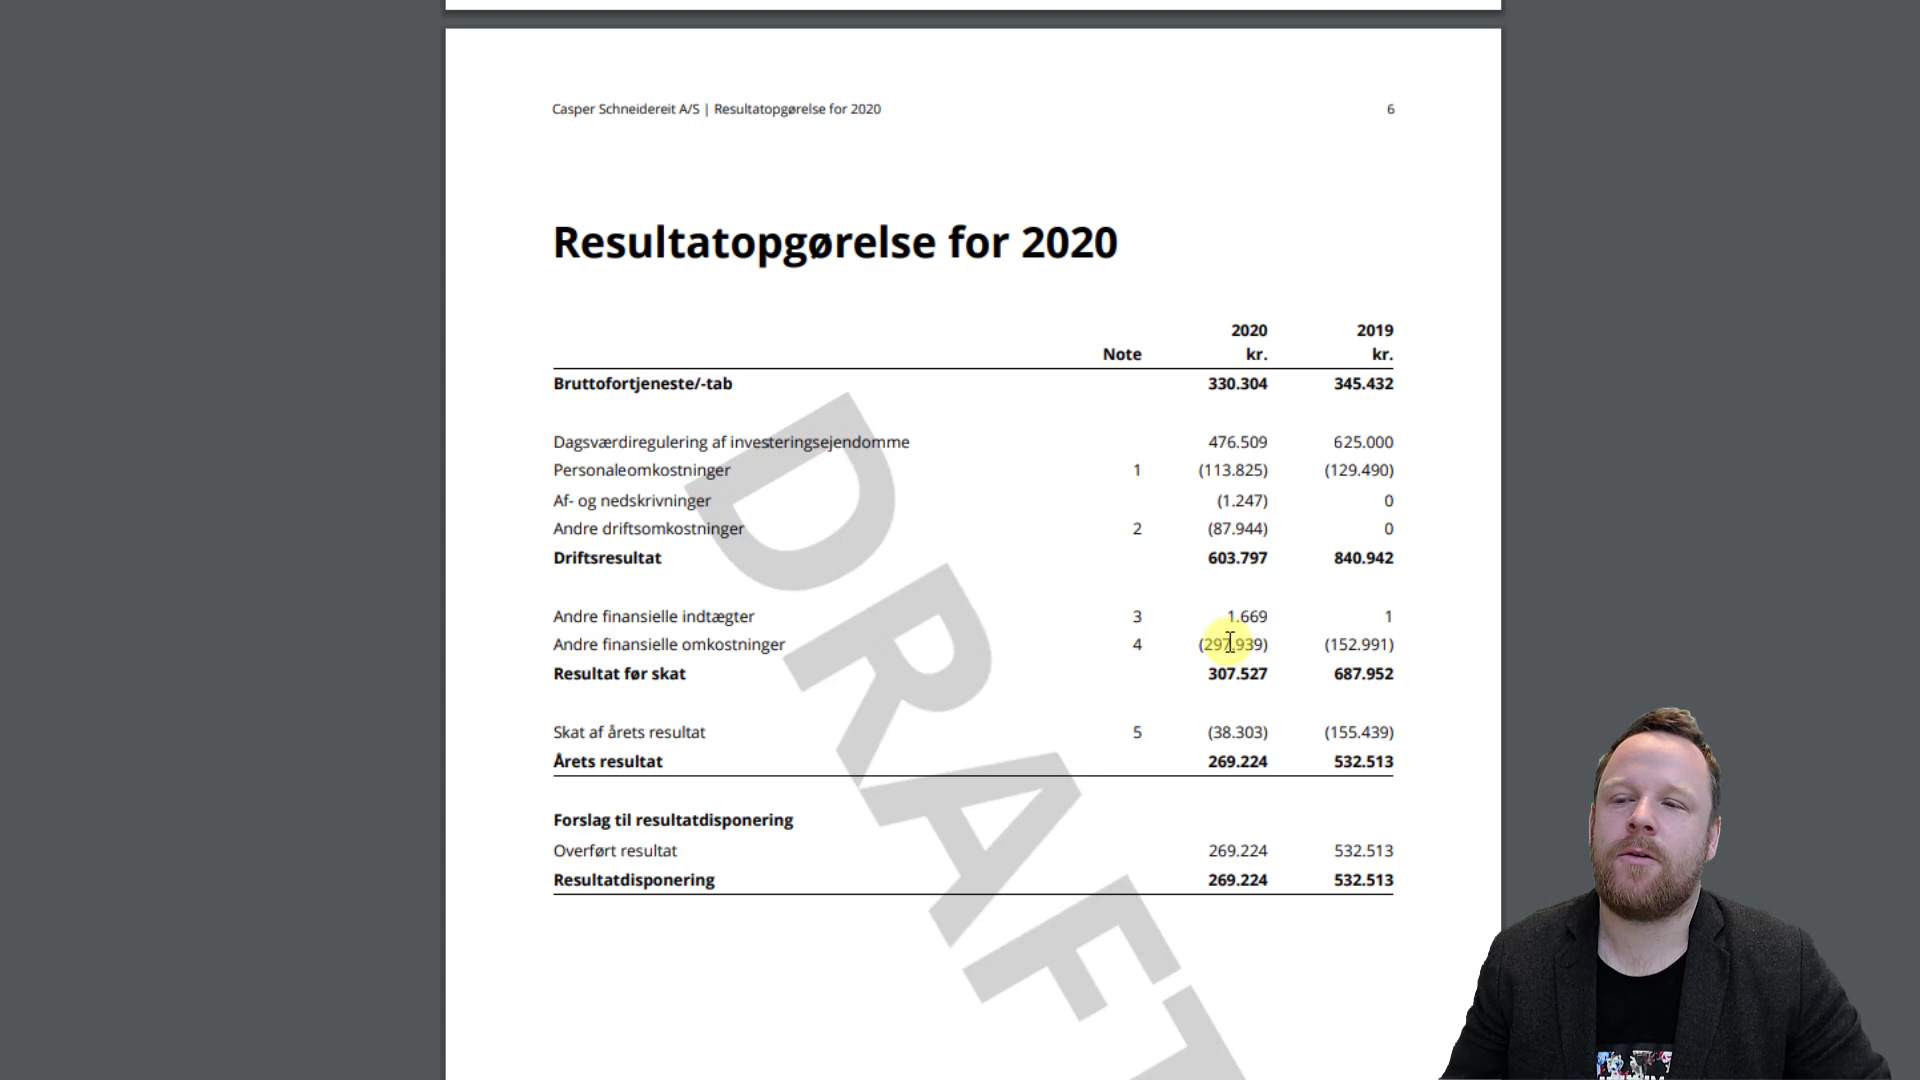 Casper Schneidereit A/S | Resultatopgørelse for 2020 6
Resultatopgørelse for 2020
2020 2019
Note kr. kr.
Bruttofortjeneste/-tab 330.304 345.432
Dagsværdiregulering af investeringsejendomme 476.509 625.000
Personaleomkostninger 1 (113.825) (129.490)
Af- og nedskrivninger (1.247) 0
Andre driftsomkostninger 2 (87.944) 0
Driftsresultat 603.797 840.942
Andre finansielle indtægter 3 1.669 1
Andre finansielle omkostninger 4 (297.939) (152.991)
Resultat før skat 307.527 687.952
Skat af årets resultat 5 (38.303) (155.439)
Årets resultat 269.224 532.513
Forslag til resultatdisponering
Overført resultat 269.224 532.513
Resultatdisponering 269.224 532.513
DRAFT